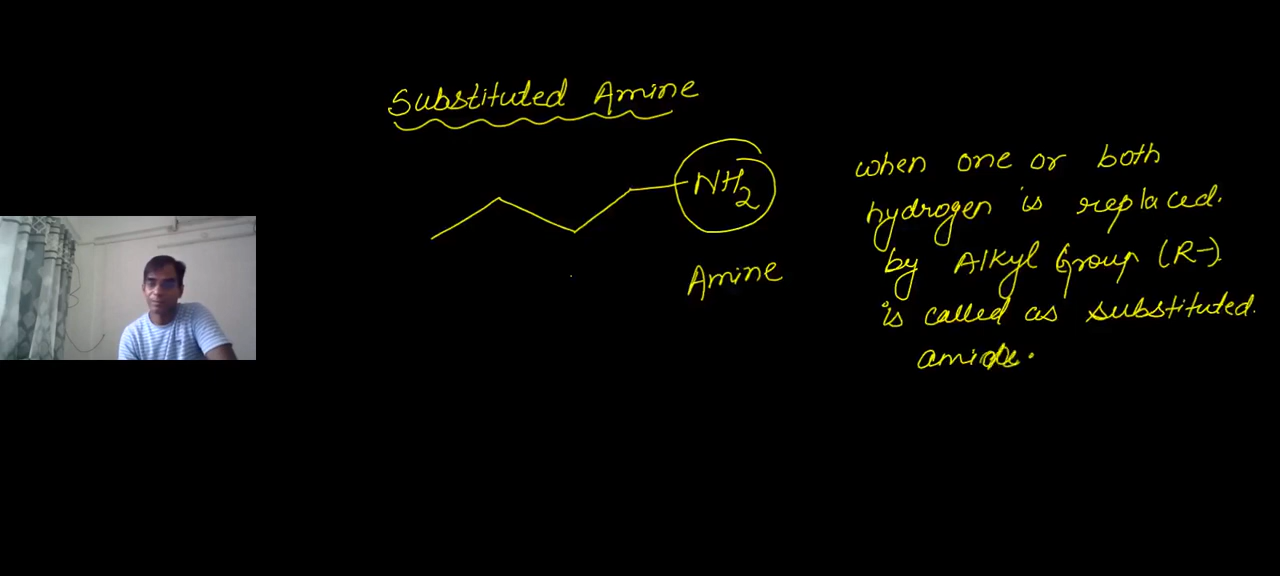 Substituted Amine
NH2
Amine
when one or both
hydrogen is replaced.
by Alkyl Group (R-).
is called as substituted.
amide.